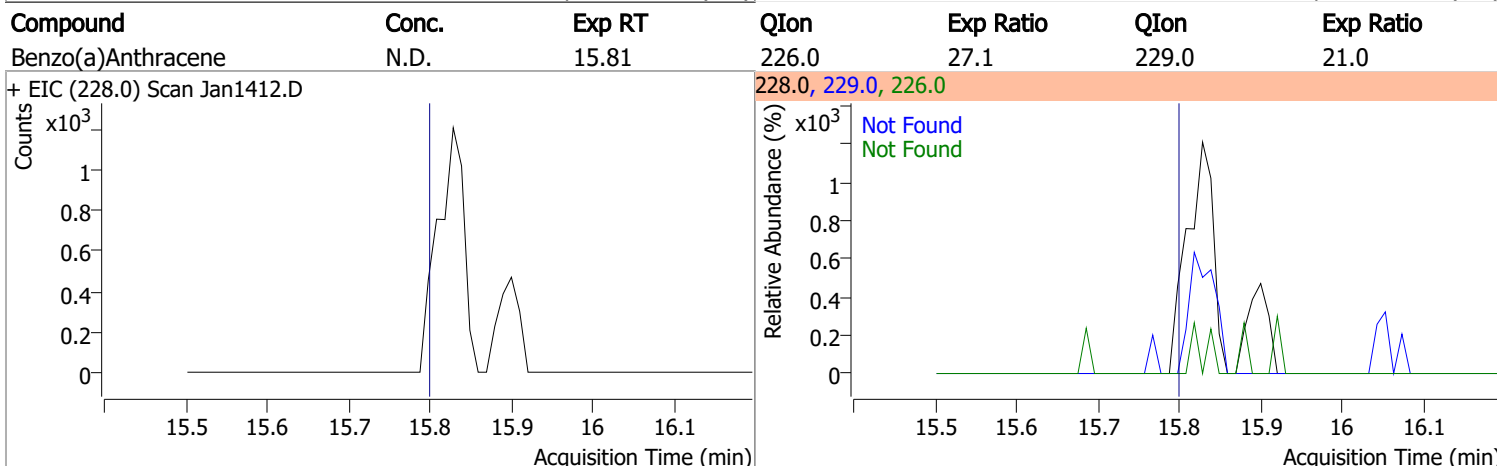 Compound Conc. Exp RT QIon Exp Ratio QIon Exp Ratio
Benzo(a)Anthracene N.D. 15.81 226.0 27.1 229.0 21.0
+ EIC (228.0) Scan Jan1412.D
Counts
x10³
1
0.8
0.6
0.4
0.2
0
15.5 15.6 15.7 15.8 15.9 16 16.1
Acquisition Time (min)
228.0, 229.0, 226.0
Relative Abundance (%)
x10³
Not Found
Not Found
1
0.8
0.6
0.4
0.2
0
15.5 15.6 15.7 15.8 15.9 16 16.1
Acquisition Time (min)